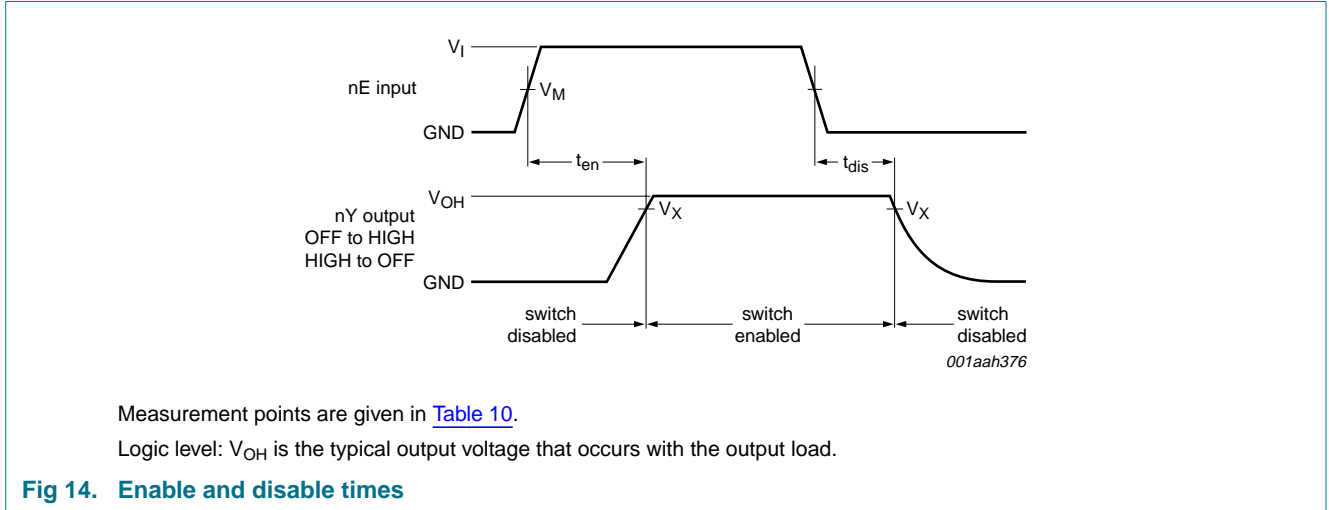 V_I
nE input
V_M
GND
t_en
t_dis
V_OH
nY output
OFF to HIGH
HIGH to OFF
V_X
V_X
GND
switch disabled
switch enabled
switch disabled
001aah376
Measurement points are given in Table 10.
Logic level: V_OH is the typical output voltage that occurs with the output load.
Fig 14. Enable and disable times